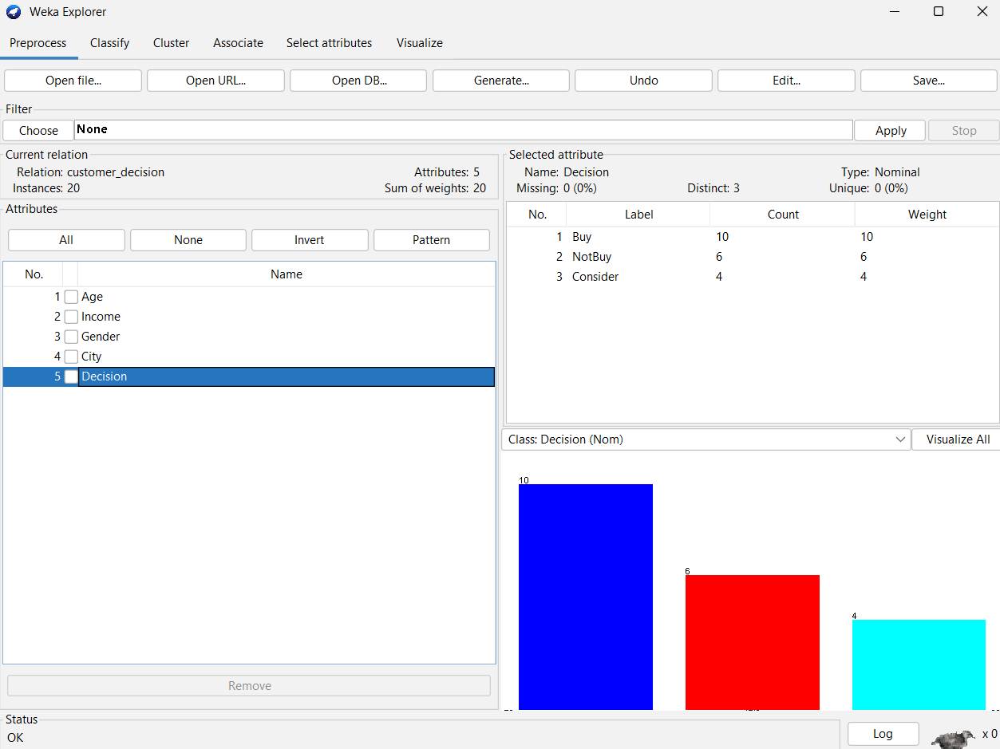 Weka Explorer
Preprocess Classify Cluster Associate Select attributes Visualize
Open file... Open URL... Open DB... Generate... Undo Edit... Save...
Filter
Choose None Apply Stop
Current relation
Relation: customer_decision Attributes: 5
Instances: 20 Sum of weights: 20
Attributes
All None Invert Pattern
No. Name
1 Age
2 Income
3 Gender
4 City
5 Decision
Remove
Selected attribute
Name: Decision Type: Nominal
Missing: 0 (0%) Distinct: 3 Unique: 0 (0%)
No. Label Count Weight
1 Buy 10 10
2 NotBuy 6 6
3 Consider 4 4
Class: Decision (Nom) Visualize All
10
6
4
Status
OK
Log x 0